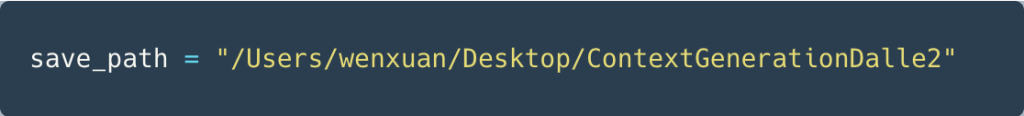 save_path = "/Users/wenxuan/Desktop/ContextGenerationDalle2"